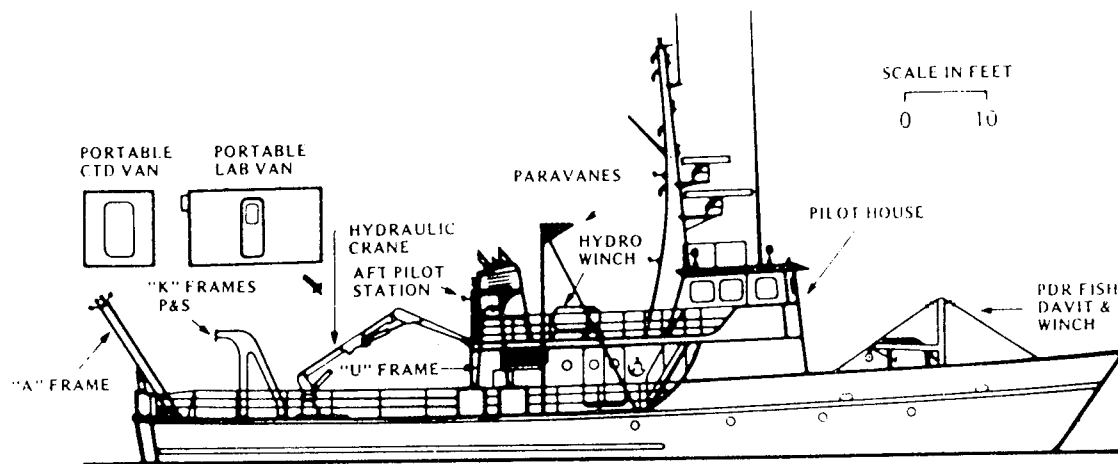 SCALE IN FEET
0 10
PORTABLE
CTD VAN
PORTABLE
LAB VAN
PARAVANES
HYDRAULIC
CRANE
HYDRO
WINCH
PILOT HOUSE
AFT PILOT
STATION
"K" FRAMES
P&S
PDR FISH
DAVIT &
WINCH
"A" FRAME
"U" FRAME